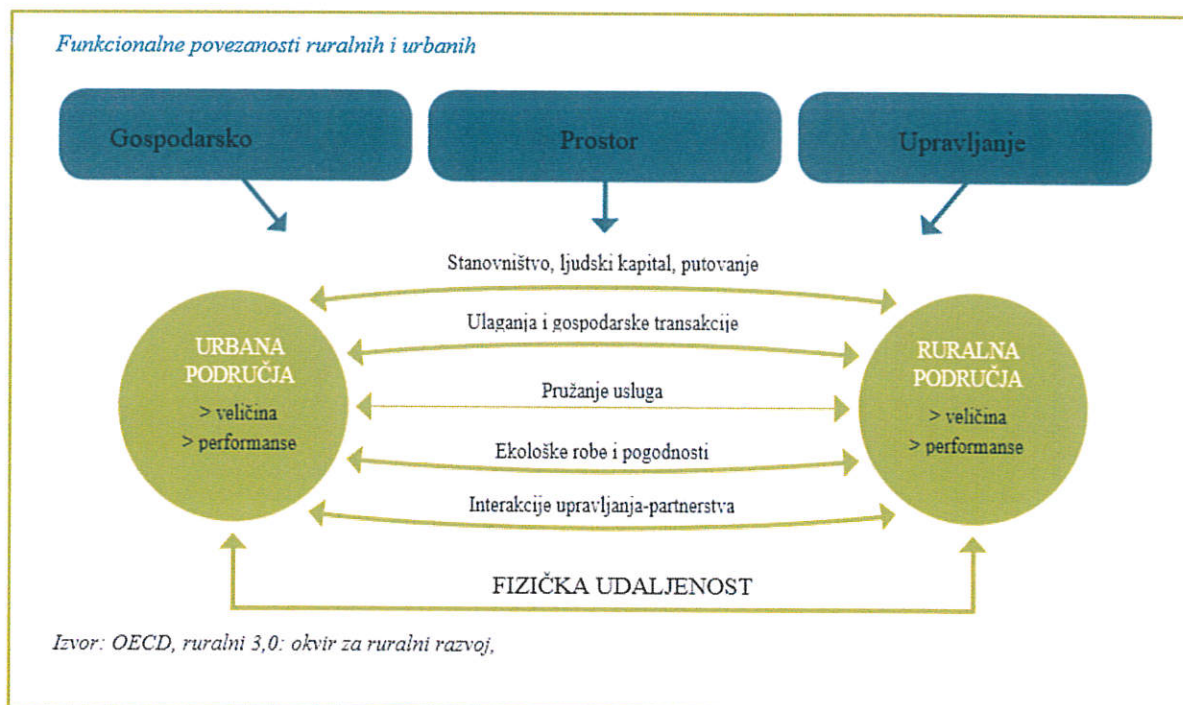 Funkcionalne povezanosti ruralnih i urbanih
Gospodarsko
Prostor
Upravljanje
Stanovništvo, ljudski kapital, putovanje
Ulaganja i gospodarske transakcije
Pružanje usluga
Ekološke robe i pogodnosti
Interakcije upravljanja-partnerstva
URBANA
PODRUČJA
> veličina
> performanse
RURALNA
PODRUČJA
> veličina
> performanse
FIZIČKA UDALJENOST
Izvor: OECD, ruralni 3,0: okvir za ruralni razvoj,